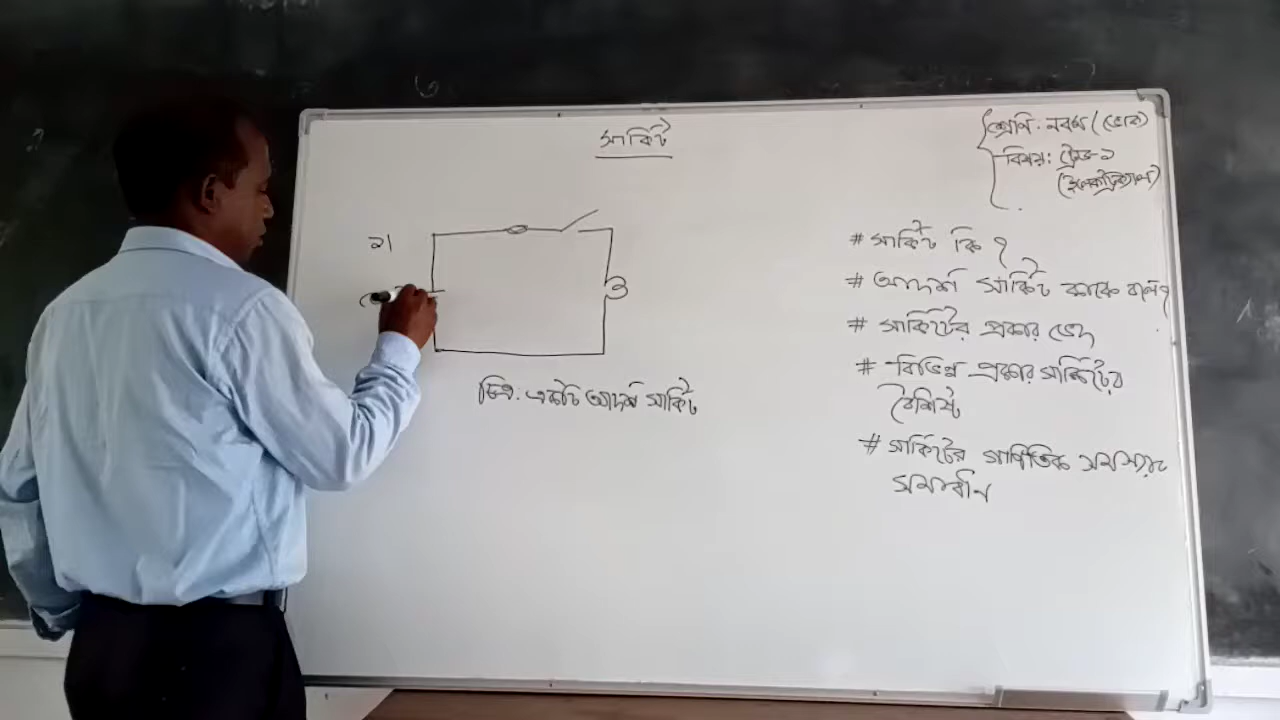 সার্কিট
শ্রেণি: নবম (ভোক)
বিষয়: ট্রেড-১
(ইলেকট্রিক্যাল)
২।
চিত্র: একটি আদর্শ সার্কিট
# সার্কিট কি?
# আদর্শ সার্কিট কাকে বলে?
# সার্কিটের প্রকার ভেদ
# বিভিন্ন প্রকার সার্কিটের
বৈশিষ্ট
# সার্কিটের গাণিতিক সমস্যার
সমাধান